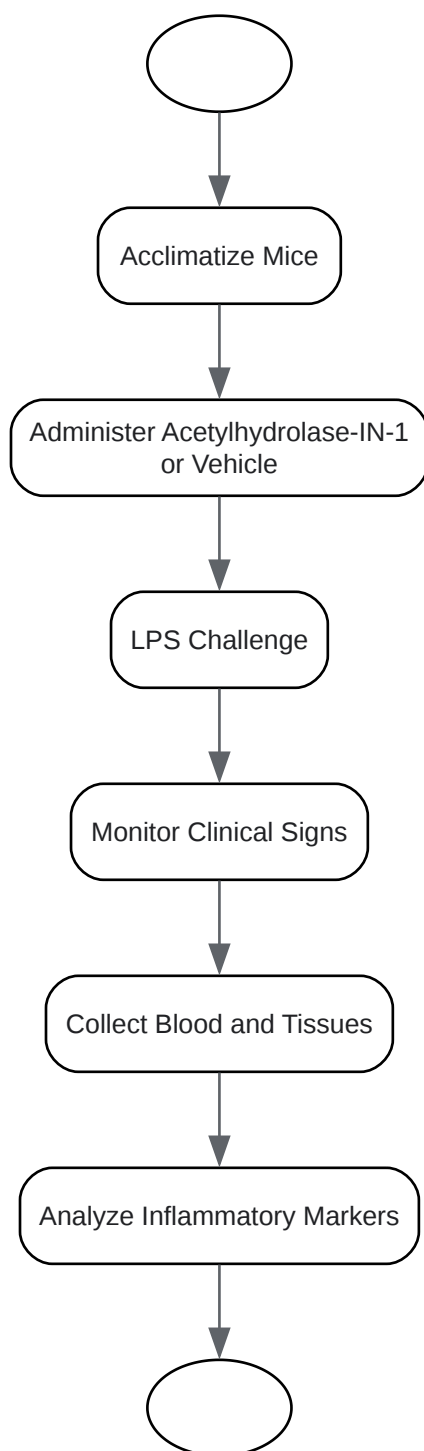 Acclimatize Mice
Administer Acetylhydrolase-IN-1
or Vehicle
LPS Challenge
Monitor Clinical Signs
Collect Blood and Tissues
Analyze Inflammatory Markers